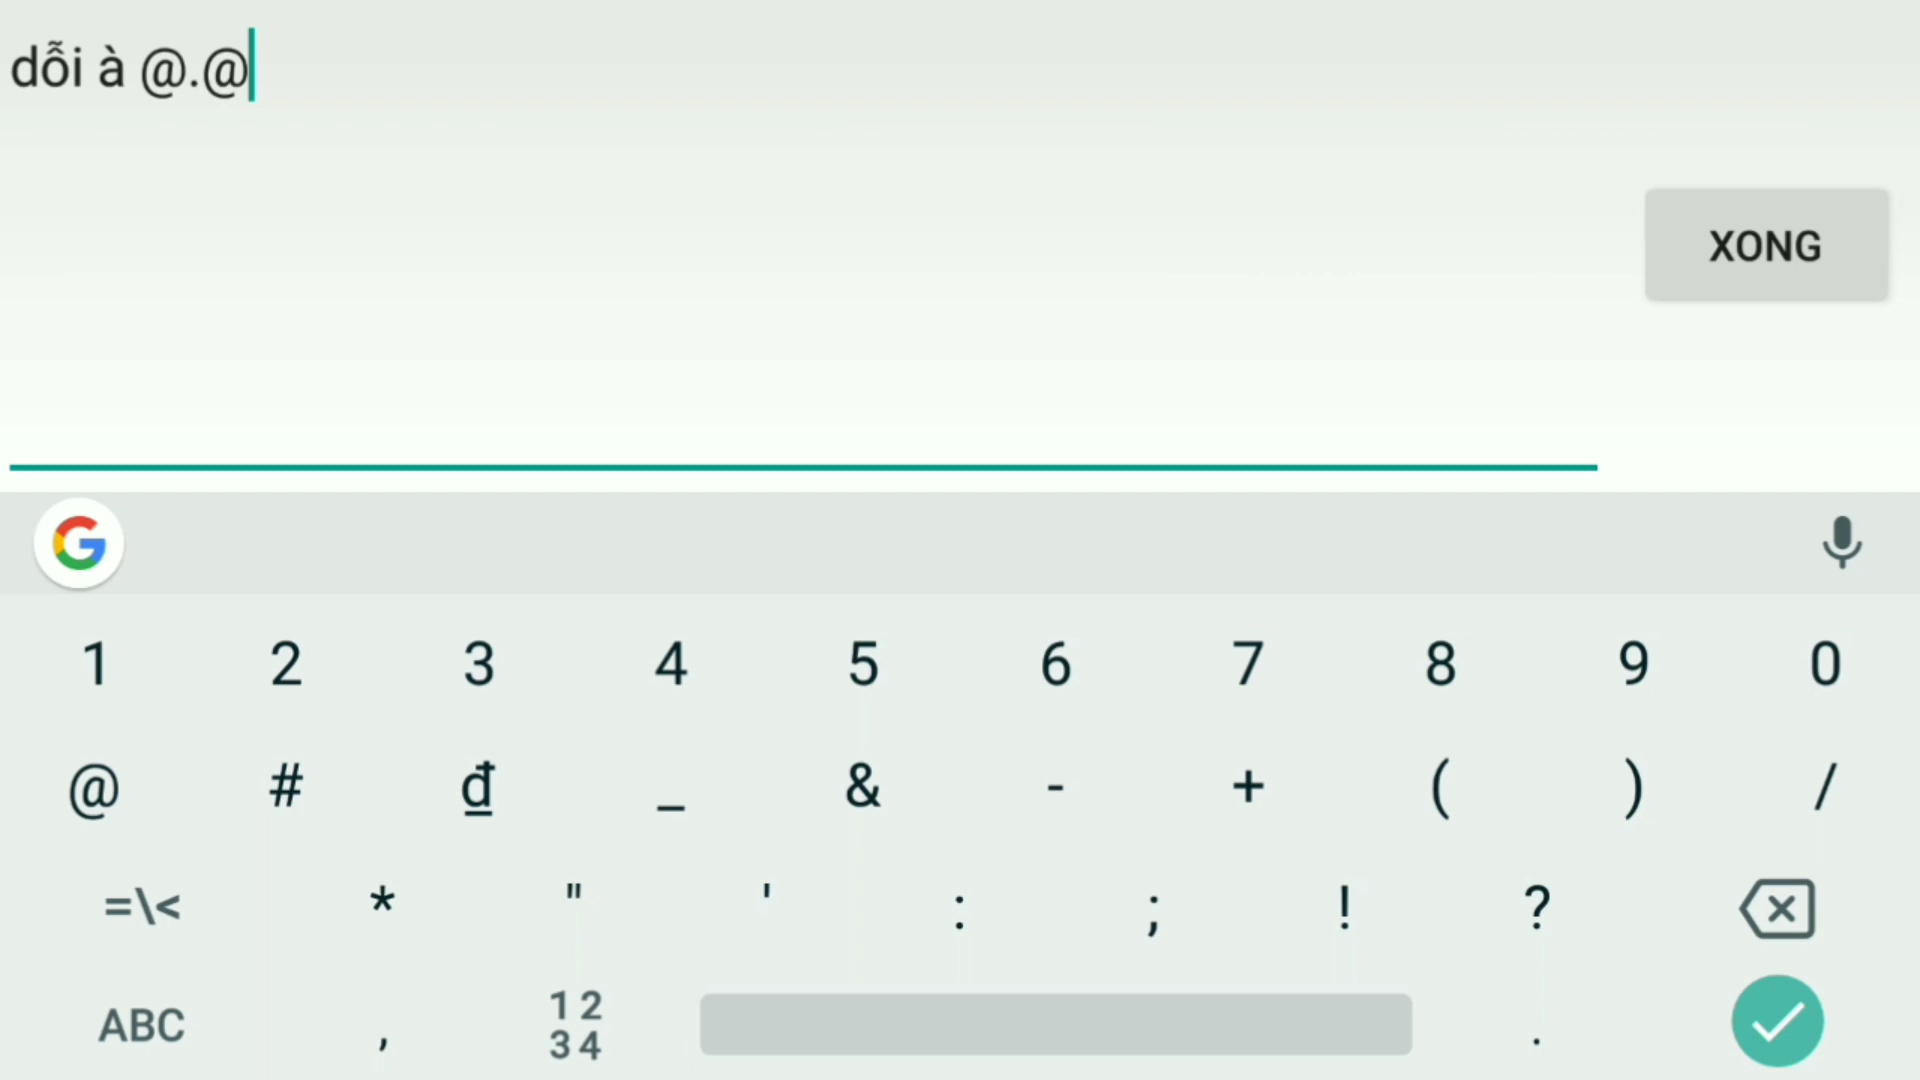 dỗi à @.@
XONG
1 2 3 4 5 6 7 8 9 0
@ # ₫ _ & - + ( ) /
=\< * " ' : ; ! ?
ABC , 12 .
34